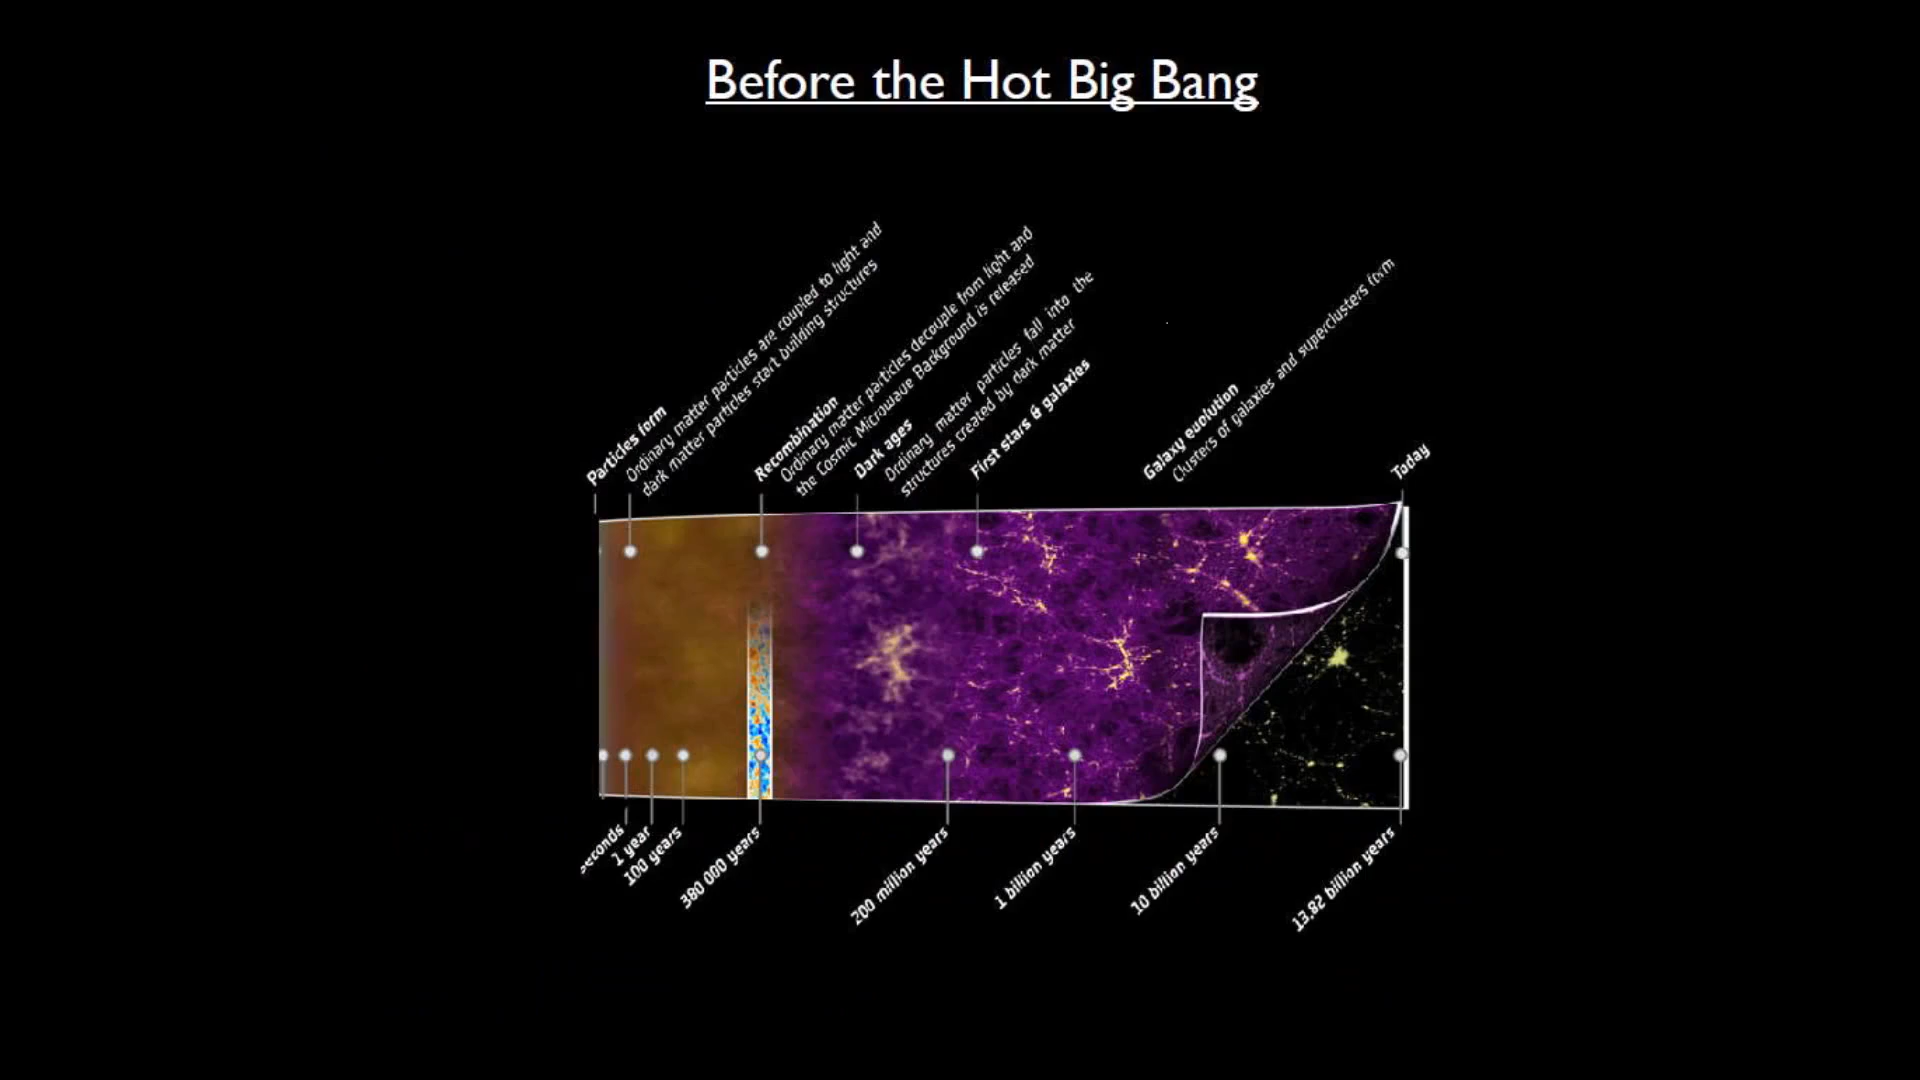 Before the Hot Big Bang
Particles form
Ordinary matter particles are coupled to light and
dark matter particles start building structures
Recombination
Ordinary matter particles decouple from light and
the Cosmic Microwave Background is released
Dark ages
Ordinary matter particles fall into the
structures created by dark matter
First stars & galaxies
Galaxy evolution
Clusters of galaxies and superclusters form
Today
1 year
100 years
380 000 years
200 million years
1 billion years
10 billion years
13,82 billion years